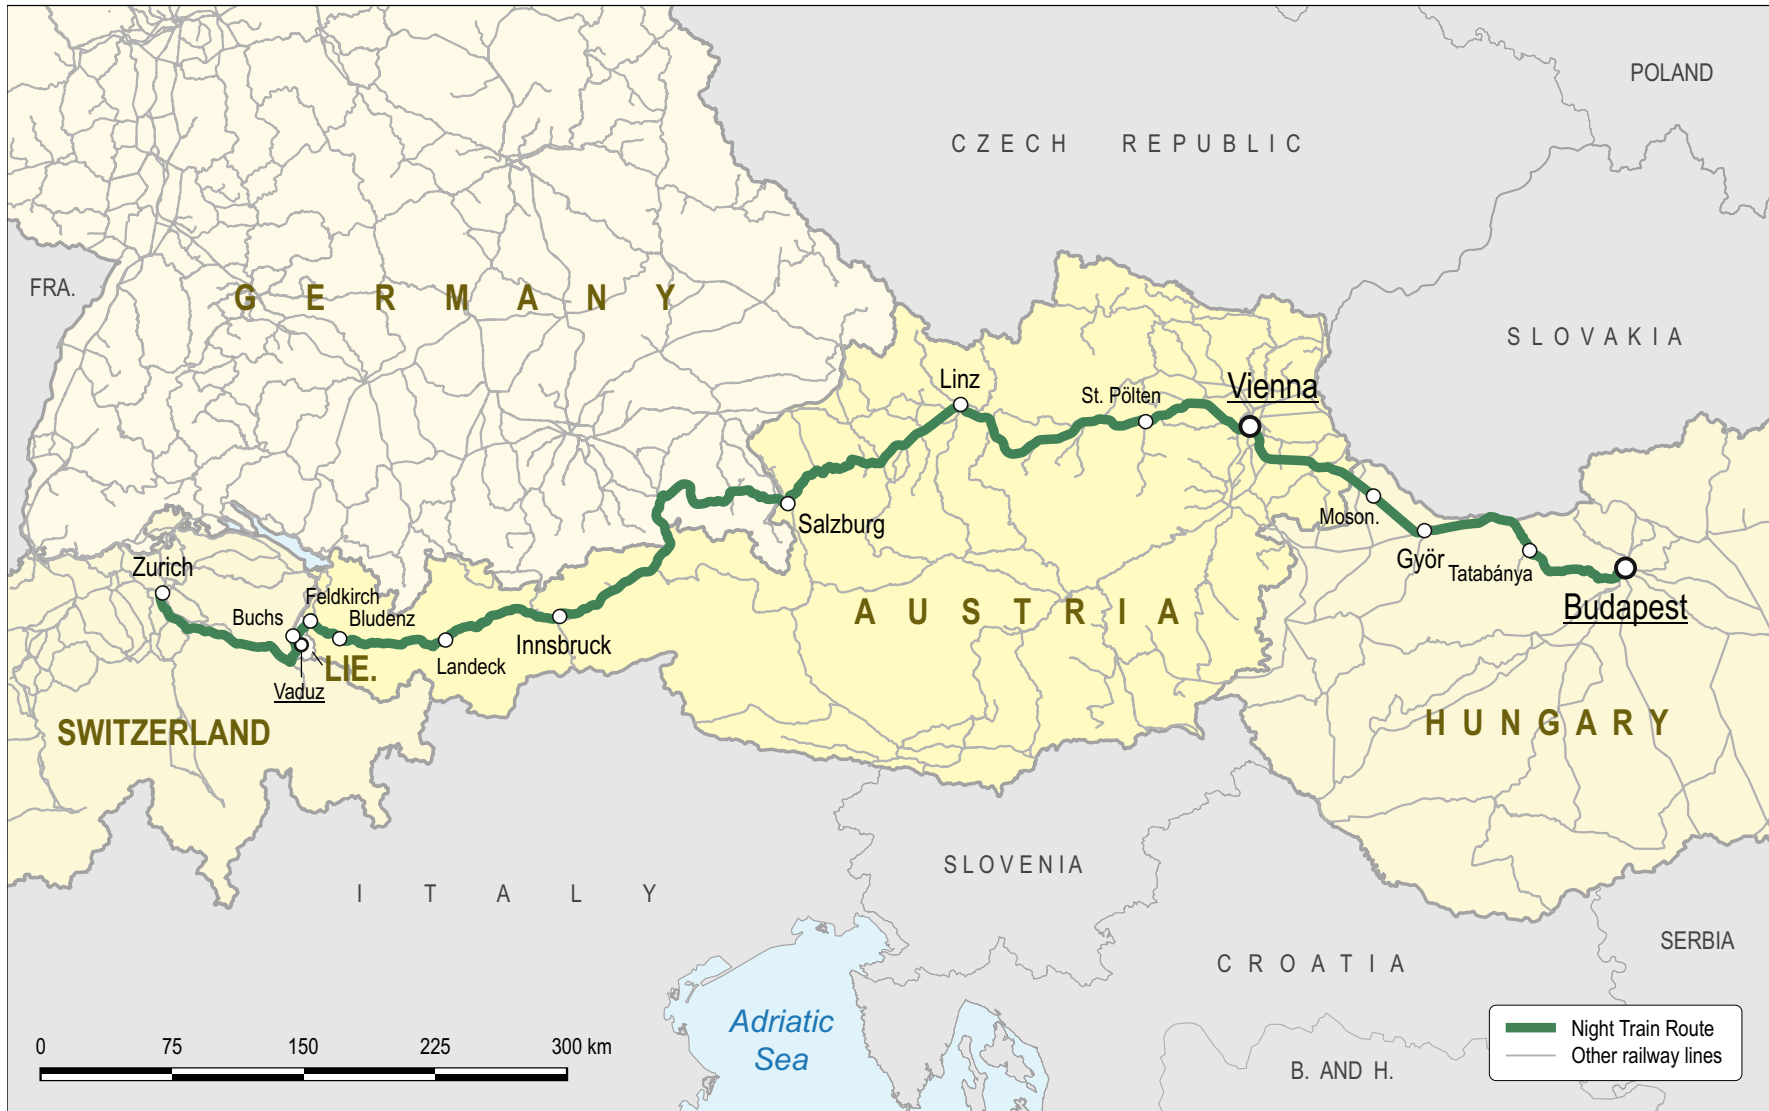 POLAND
CZECH REPUBLIC
FRA.
GERMANY
SLOVAKIA
Linz
St. Pölten
Vienna
Salzburg
Moson.
Györ
Tatabánya
Budapest
Zurich
Feldkirch
Buchs
Bludenz
Innsbruck
Landeck
LIE.
Vaduz
AUSTRIA
SWITZERLAND
HUNGARY
SLOVENIA
ITALY
SERBIA
CROATIA
Adriatic
Sea
B. AND H.
0 75 150 225 300 km
Night Train Route
Other railway lines